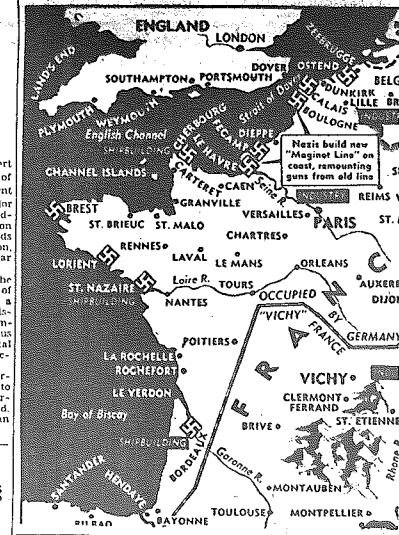 ENGLAND
LONDON
LAND'S END
SOUTHAMPTON
PORTSMOUTH
DOVER
OSTEND
ZEEBRUGGE
BELG
PLYMOUTH
WEYMOUTH
English Channel
SHIPBUILDING
CHERBOURG
LE HAVRE
FECAMP
DIEPPE
Strait of Dover
DUNKIRK
CALAIS
LILLE
BOULOGNE
Nazis build new
"Maginot Line" on
coast, remounting
guns from old line
CHANNEL ISLANDS
CARTERET
CAEN
Seine R.
INDUSTRY
REIMS
GRANVILLE
VERSAILLES
PARIS
BREST
ST. BRIEUC
ST. MALO
CHARTRES
RENNES
LORIENT
LAVAL
LE MANS
ORLEANS
ST. NAZAIRE
SHIPBUILDING
Loire R.
TOURS
NANTES
AUXERRE
DIJON
OCCUPIED
BY
GERMANY
"VICHY"
FRANCE
POITIERS
F R A N C
LA ROCHELLE
ROCHEFORT
VICHY
LE VERDON
CLERMONT
FERRAND
Bay of Biscay
BRIVE
ST. ETIENNE
SHIPBUILDING
BORDEAUX
Garonne R.
Rhone R.
SANTANDER
HENDAYE
MONTAUBEN
BILBAO
BAYONNE
TOULOUSE
MONTPELLIER